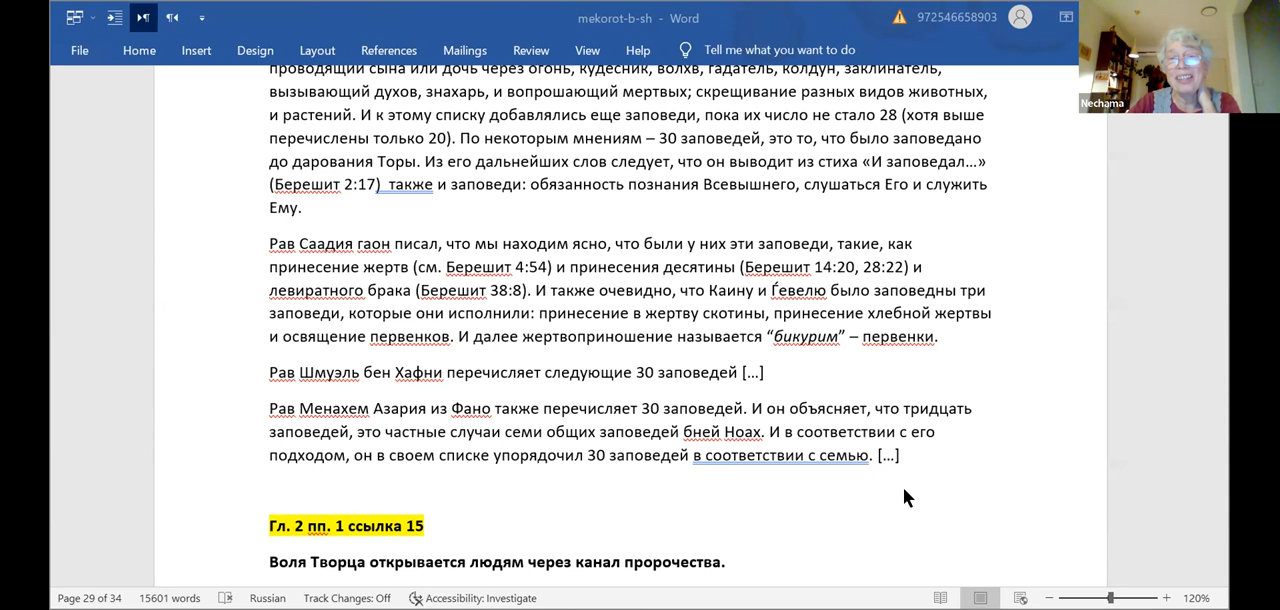 mekorot-b-sh - Word
972546658903
File Home Insert Design Layout References Mailings Review View Help Tell me what you want to do
Nechama
проводящий сына или дочь через огонь, кудесник, волхв, гадатель, колдун, заклинатель,
вызывающий духов, знахарь, и вопрошающий мертвых; скрещивание разных видов животных,
и растений. И к этому списку добавлялись еще заповеди, пока их число не стало 28 (хотя выше
перечислены только 20). По некоторым мнениям – 30 заповедей, это то, что было заповедано
до дарования Торы. Из его дальнейших слов следует, что он выводит из стиха «И заповедал…»
(Берешит 2:17) также и заповеди: обязанность познания Всевышнего, слушаться Его и служить
Ему.
Рав Саадия гаон писал, что мы находим ясно, что были у них эти заповеди, такие, как
принесение жертв (см. Берешит 4:54) и принесения десятины (Берешит 14:20, 28:22) и
левиратного брака (Берешит 38:8). И также очевидно, что Каину и Ѓевелю было заповедны три
заповеди, которые они исполнили: принесение в жертву скотины, принесение хлебной жертвы
и освящение первенков. И далее жертвоприношение называется “бикурим” – первенки.
Рав Шмуэль бен Хафни перечисляет следующие 30 заповедей […]
Рав Менахем Азария из Фано также перечисляет 30 заповедей. И он объясняет, что тридцать
заповедей, это частные случаи семи общих заповедей бней Ноах. И в соответствии с его
подходом, он в своем списке упорядочил 30 заповедей в соответствии с семью. […]
Гл. 2 пп. 1 ссылка 15
Воля Творца открывается людям через канал пророчества.
Page 29 of 34 15601 words Russian Track Changes: Off Accessibility: Investigate 120%